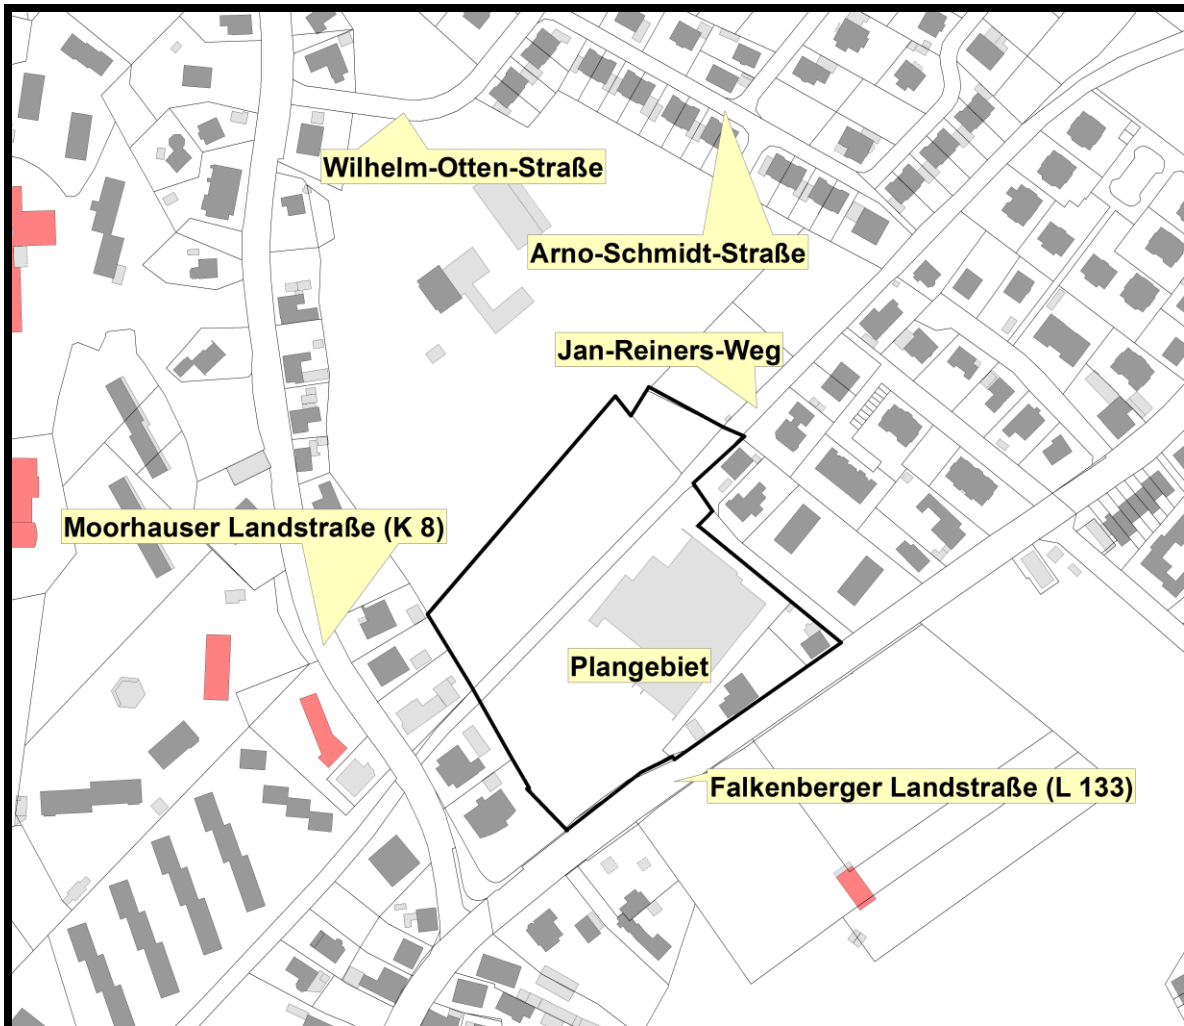 Wilhelm-Otten-Straße
Arno-Schmidt-Straße
Jan-Reiners-Weg
Moorhauser Landstraße (K 8)
Plangebiet
Falkenberger Landstraße (L 133)